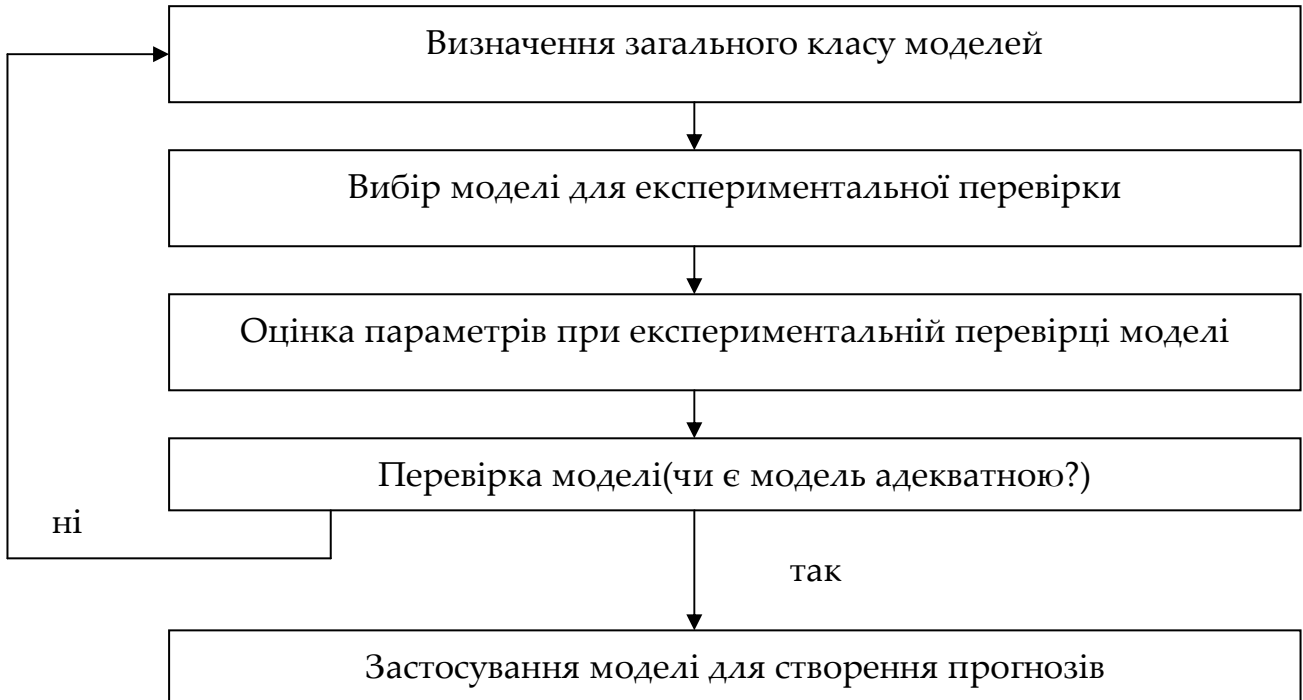 Визначення загального класу моделей
Вибір моделі для експериментальної перевірки
Оцінка параметрів при експериментальній перевірці моделі
Перевірка моделі(чи є модель адекватною?)
ні
так
Застосування моделі для створення прогнозів